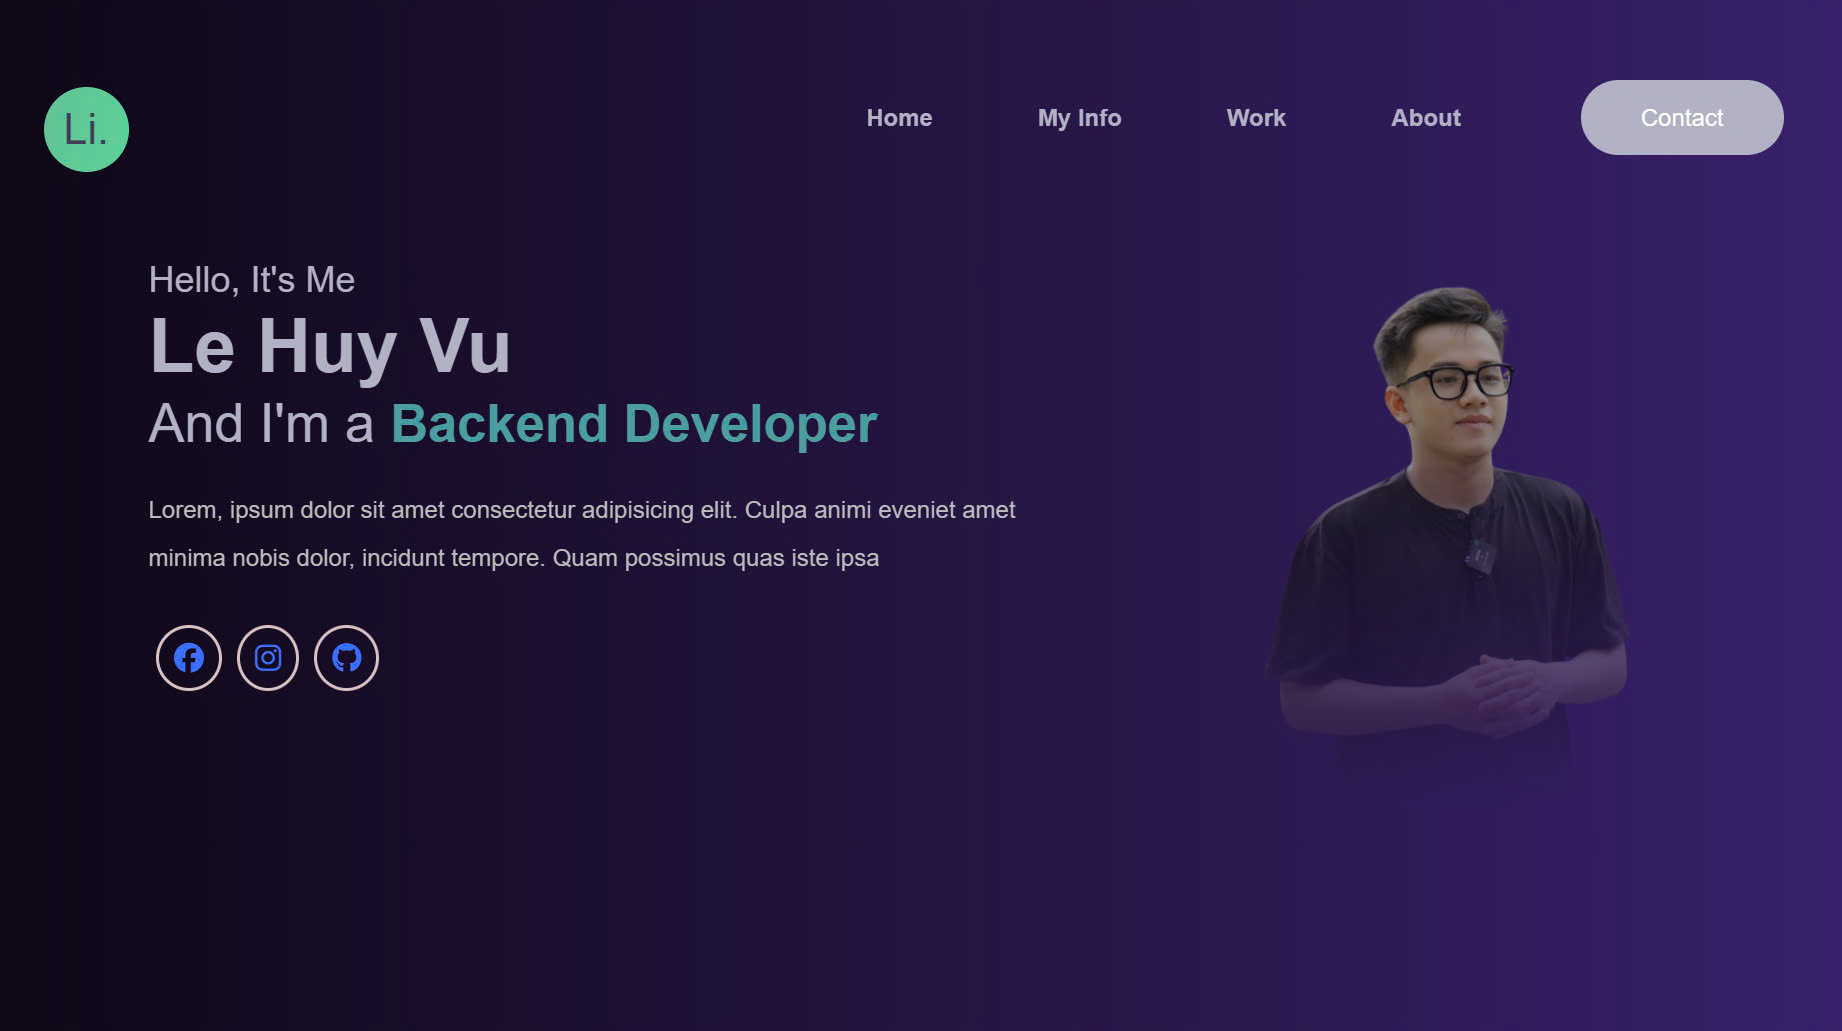 Li.
Home
My Info
Work
About
Contact
Hello, It's Me
Le Huy Vu
And I'm a Backend Developer
Lorem, ipsum dolor sit amet consectetur adipisicing elit. Culpa animi eveniet amet
minima nobis dolor, incidunt tempore. Quam possimus quas iste ipsa